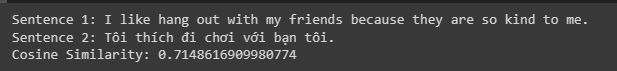 Sentence 1: I like hang out with my friends because they are so kind to me.
Sentence 2: Tôi thích đi chơi với bạn tôi.
Cosine Similarity: 0.7148616909980774